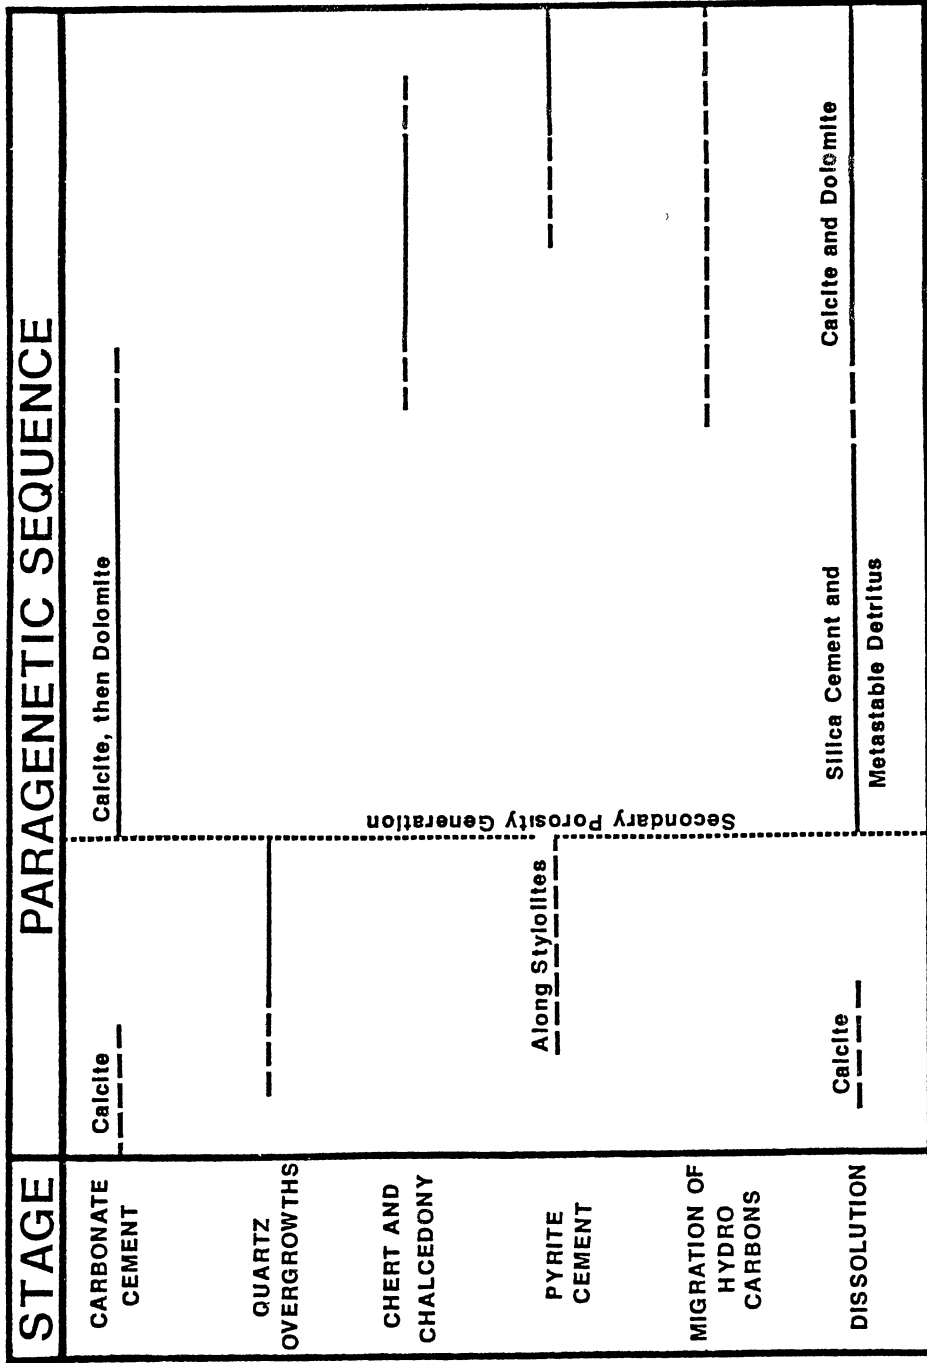 STAGE
PARAGENETIC SEQUENCE
CARBONATE
CEMENT
Calcite
Calcite, then Dolomite
QUARTZ
OVERGROWTHS
CHERT AND
CHALCEDONY
PYRITE
CEMENT
Along Stylolites
MIGRATION OF
HYDRO
CARBONS
DISSOLUTION
Calcite
Silica Cement and
Metastable Detritus
Calcite and Dolomite
Secondary Porosity Generation